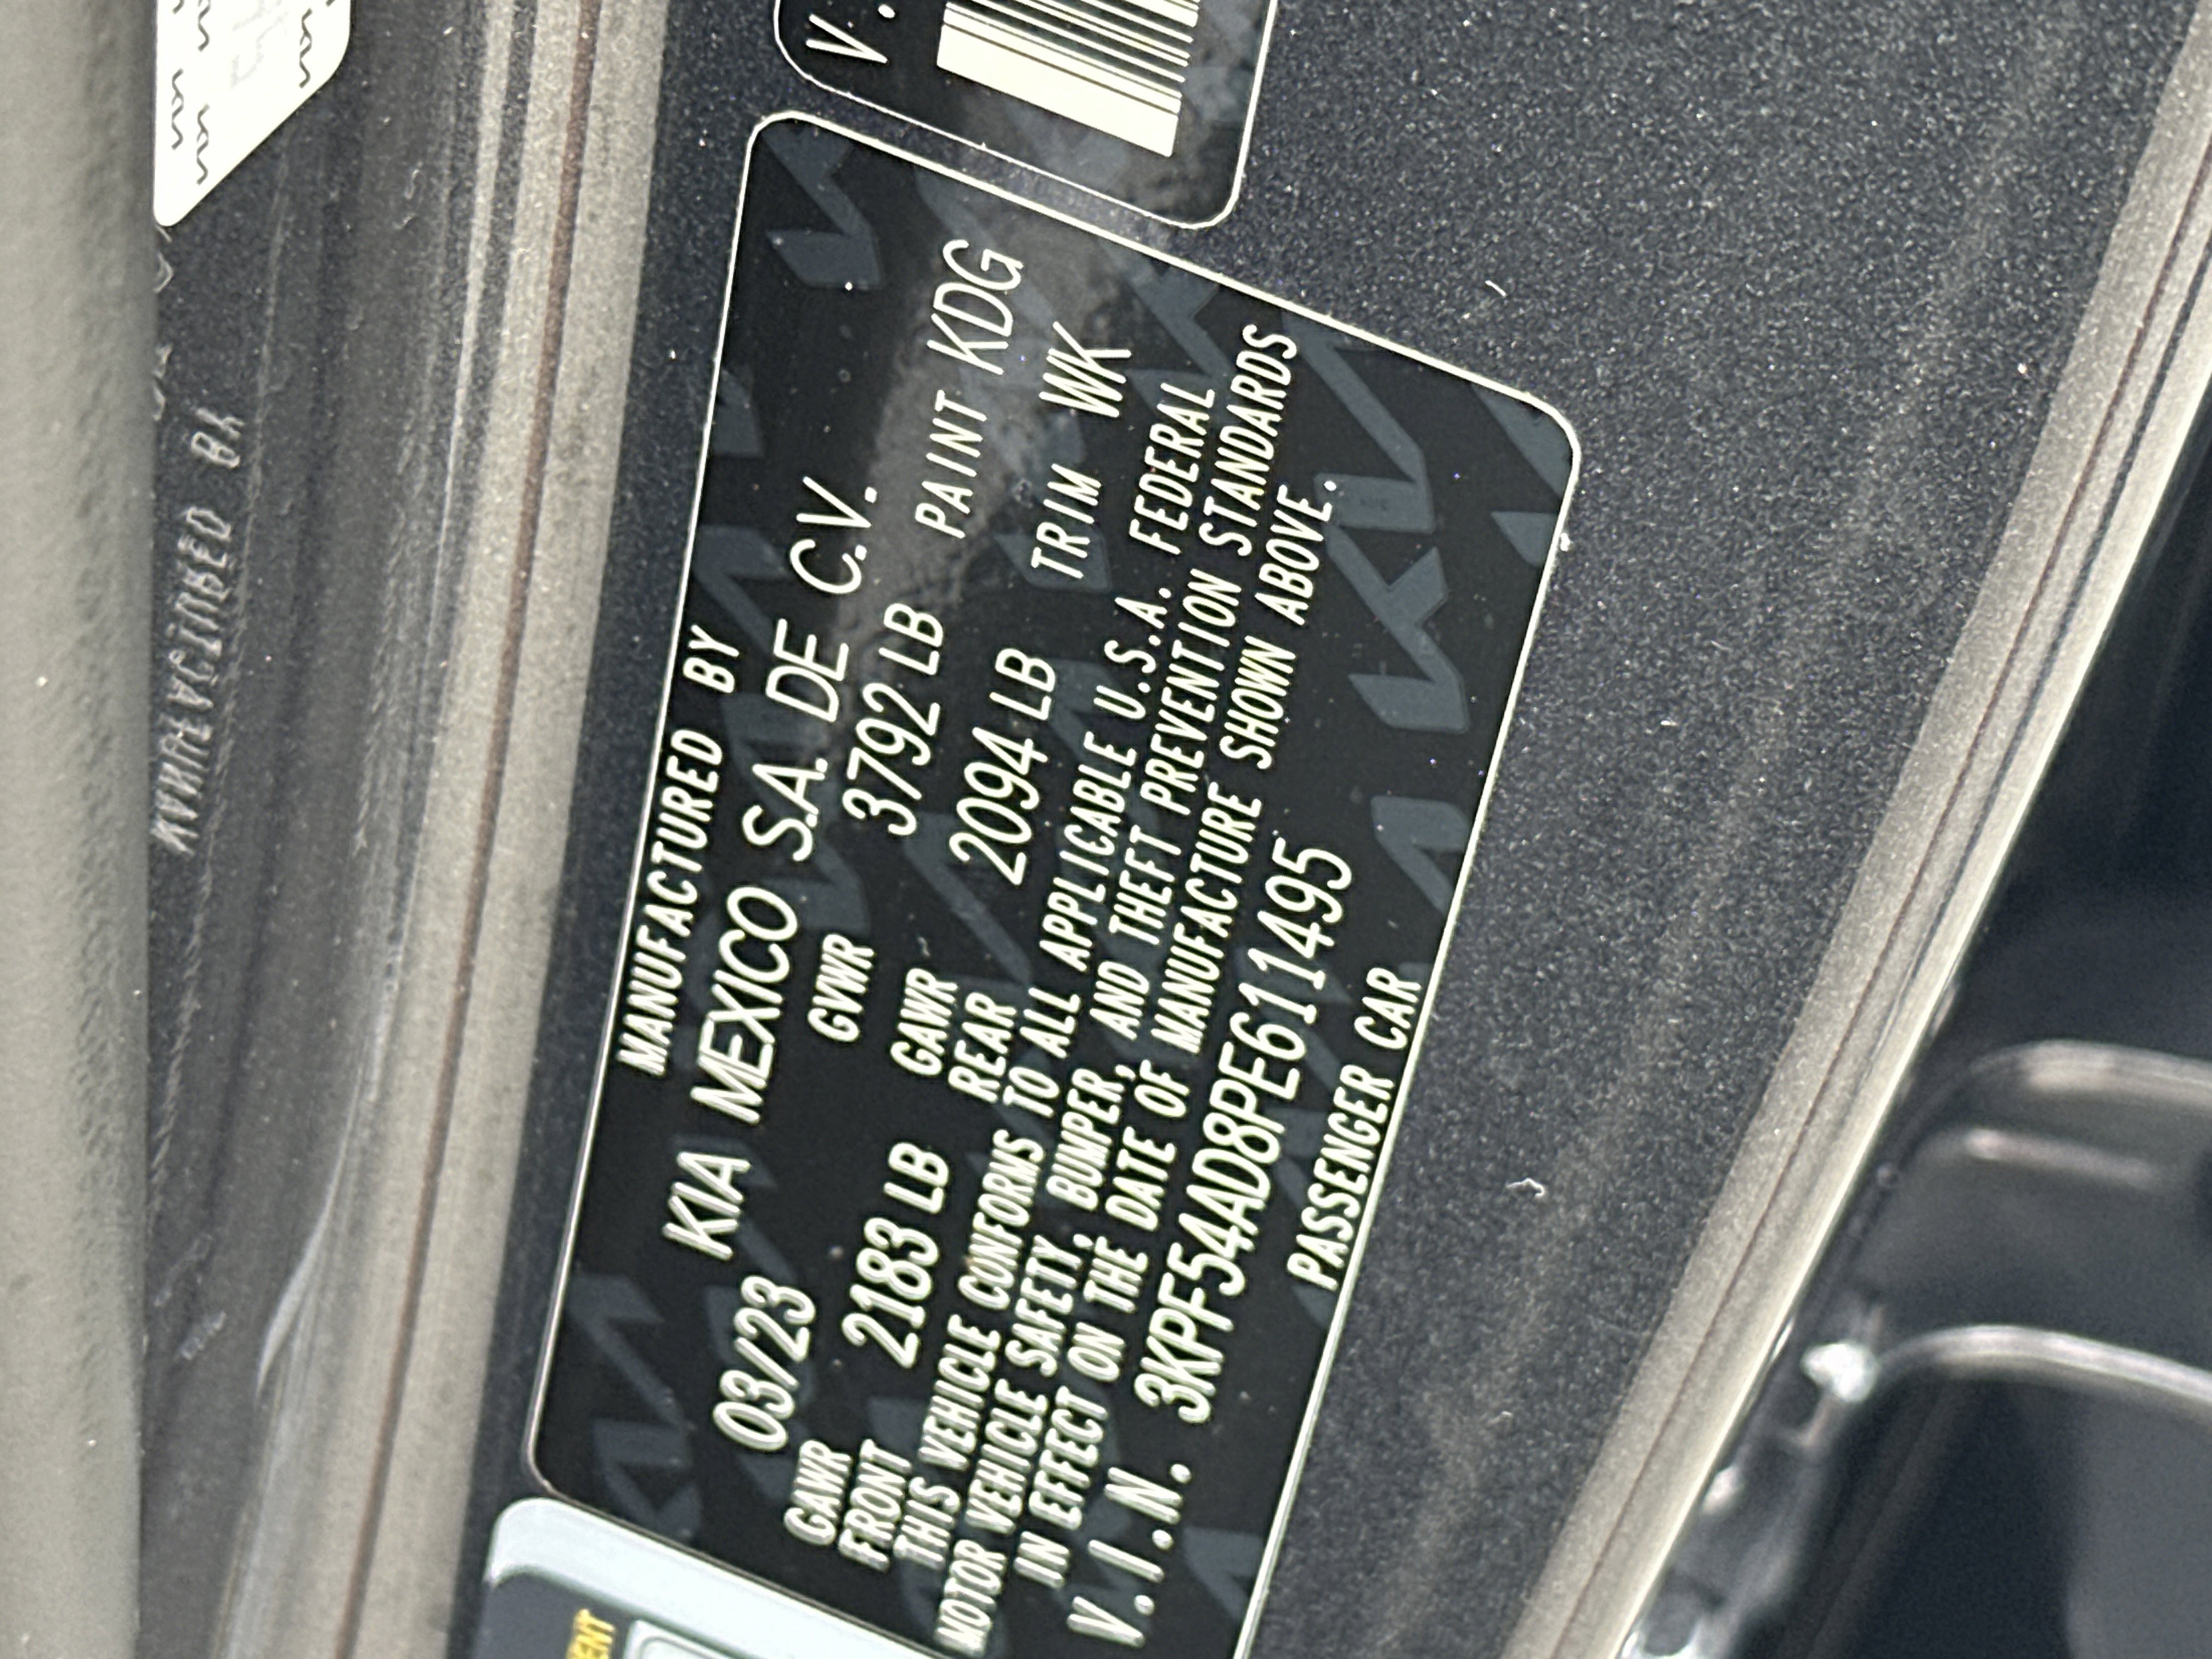 MANUFACTURED BY
03/23 KIA MEXICO S.A. DE C.V.
GAWR FRONT 2183 LB GVWR 3792 LB PAINT KDG
GAWR REAR 2094 LB TRIM WK
THIS VEHICLE CONFORMS TO ALL APPLICABLE U.S.A. FEDERAL
MOTOR VEHICLE SAFETY, BUMPER, AND THEFT PREVENTION STANDARDS
IN EFFECT ON THE DATE OF MANUFACTURE SHOWN ABOVE.
V.I.N. 3KPF54AD8PE611495
PASSENGER CAR
V.